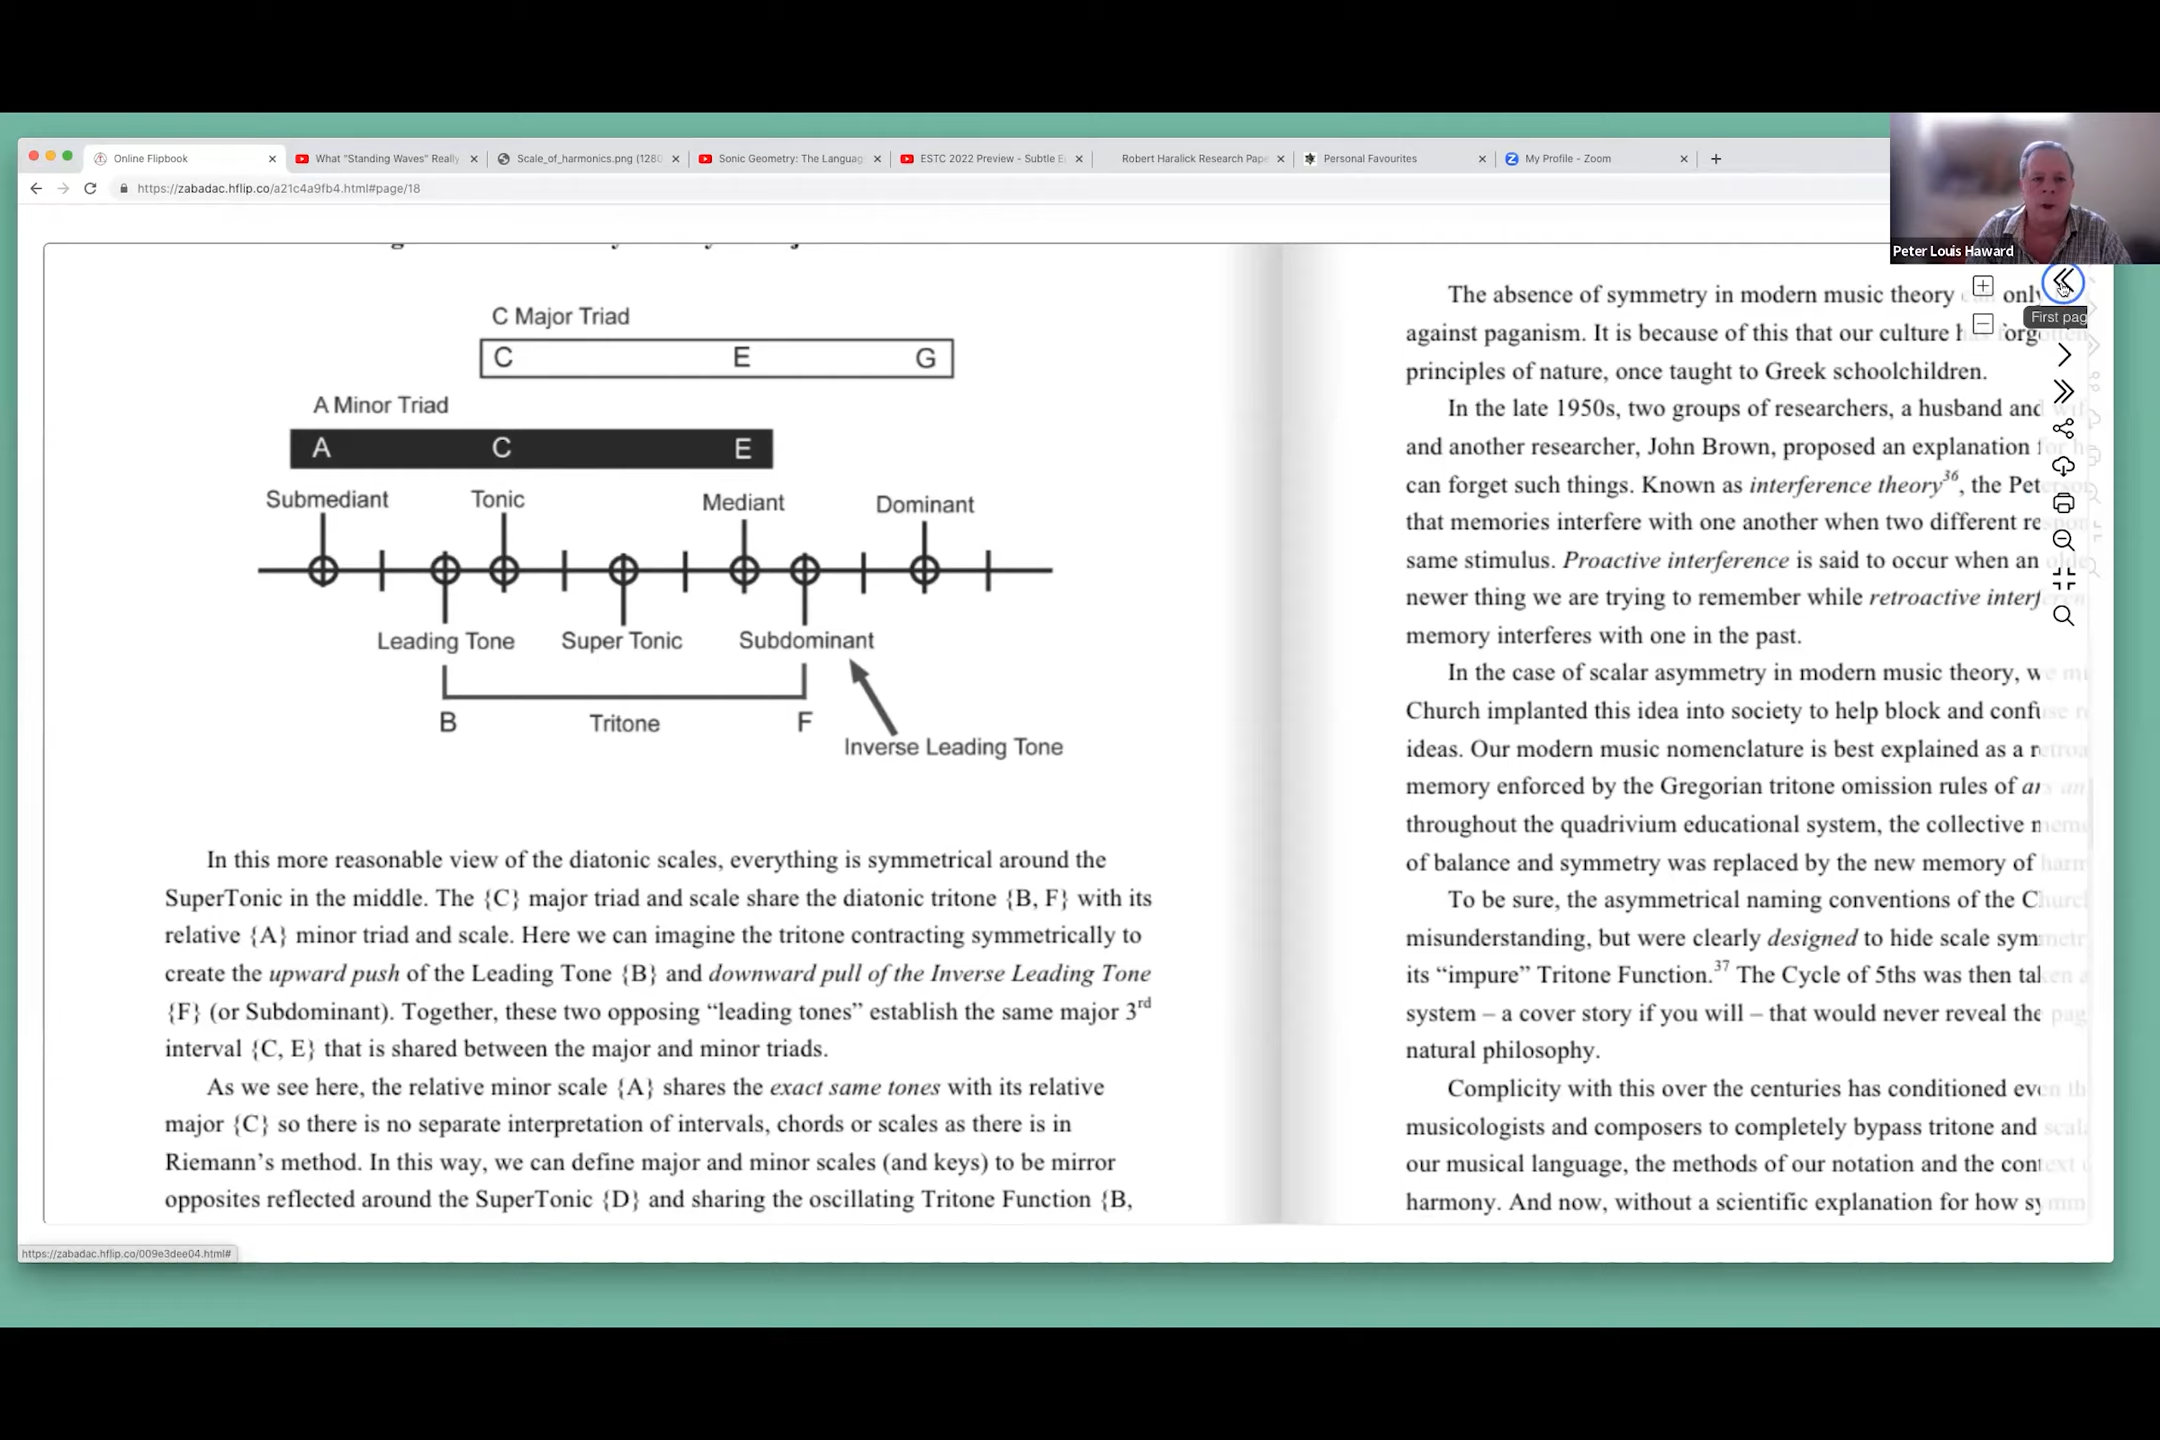 Online Flipbook
What "Standing Waves" Really
Scale_of_harmonics.png (1280
Sonic Geometry: The Languag
ESTC 2022 Preview - Subtle E
Robert Haralick Research Pape
Personal Favourites
My Profile - Zoom
https://zabadac.hflip.co/a21c4a9fb4.html#page/18
Peter Louis Haward
First pag
C Major Triad
C E G
A Minor Triad
A C E
Submediant Tonic Mediant Dominant
Leading Tone Super Tonic Subdominant
B Tritone F
Inverse Leading Tone
In this more reasonable view of the diatonic scales, everything is symmetrical around the
SuperTonic in the middle. The {C} major triad and scale share the diatonic tritone {B, F} with its
relative {A} minor triad and scale. Here we can imagine the tritone contracting symmetrically to
create the upward push of the Leading Tone {B} and downward pull of the Inverse Leading Tone
{F} (or Subdominant). Together, these two opposing “leading tones” establish the same major 3rd
interval {C, E} that is shared between the major and minor triads.
As we see here, the relative minor scale {A} shares the exact same tones with its relative
major {C} so there is no separate interpretation of intervals, chords or scales as there is in
Riemann’s method. In this way, we can define major and minor scales (and keys) to be mirror
opposites reflected around the SuperTonic {D} and sharing the oscillating Tritone Function {B,
The absence of symmetry in modern music theory only
against paganism. It is because of this that our culture forgotten
principles of nature, once taught to Greek schoolchildren.
In the late 1950s, two groups of researchers, a husband and
and another researcher, John Brown, proposed an explanation
can forget such things. Known as interference theory36, the
that memories interfere with one another when two different
same stimulus. Proactive interference is said to occur when an
newer thing we are trying to remember while retroactive
memory interferes with one in the past.
In the case of scalar asymmetry in modern music theory,
Church implanted this idea into society to help block and confuse
ideas. Our modern music nomenclature is best explained as a
memory enforced by the Gregorian tritone omission rules of
throughout the quadrivium educational system, the collective
of balance and symmetry was replaced by the new memory of
To be sure, the asymmetrical naming conventions of the Church
misunderstanding, but were clearly designed to hide scale
its “impure” Tritone Function.37 The Cycle of 5ths was then taken
system – a cover story if you will – that would never reveal the
natural philosophy.
Complicity with this over the centuries has conditioned even
musicologists and composers to completely bypass tritone and
our musical language, the methods of our notation and the context
harmony. And now, without a scientific explanation for how
https://zabadac.hflip.co/009e3dee04.html#